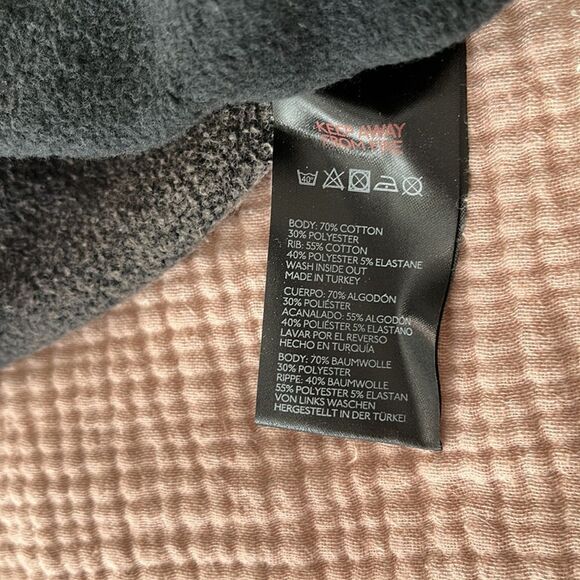 KEEP AWAY
FROM FIRE
40°
BODY: 70% COTTON
30% POLYESTER
RIB: 55% COTTON
40% POLYESTER 5% ELASTANE
WASH INSIDE OUT
MADE IN TURKEY
CUERPO: 70% ALGODÓN
30% POLIÉSTER
ACANALADO: 55% ALGODÓN
40% POLIÉSTER 5% ELASTANO
LAVAR POR EL REVERSO
HECHO EN TURQUÍA
BODY: 70% BAUMWOLLE
30% POLYESTER
RIPPE: 40% BAUMWOLLE
55% POLYESTER 5% ELASTAN
VON LINKS WASCHEN
HERGESTELLT IN DER TÜRKEI